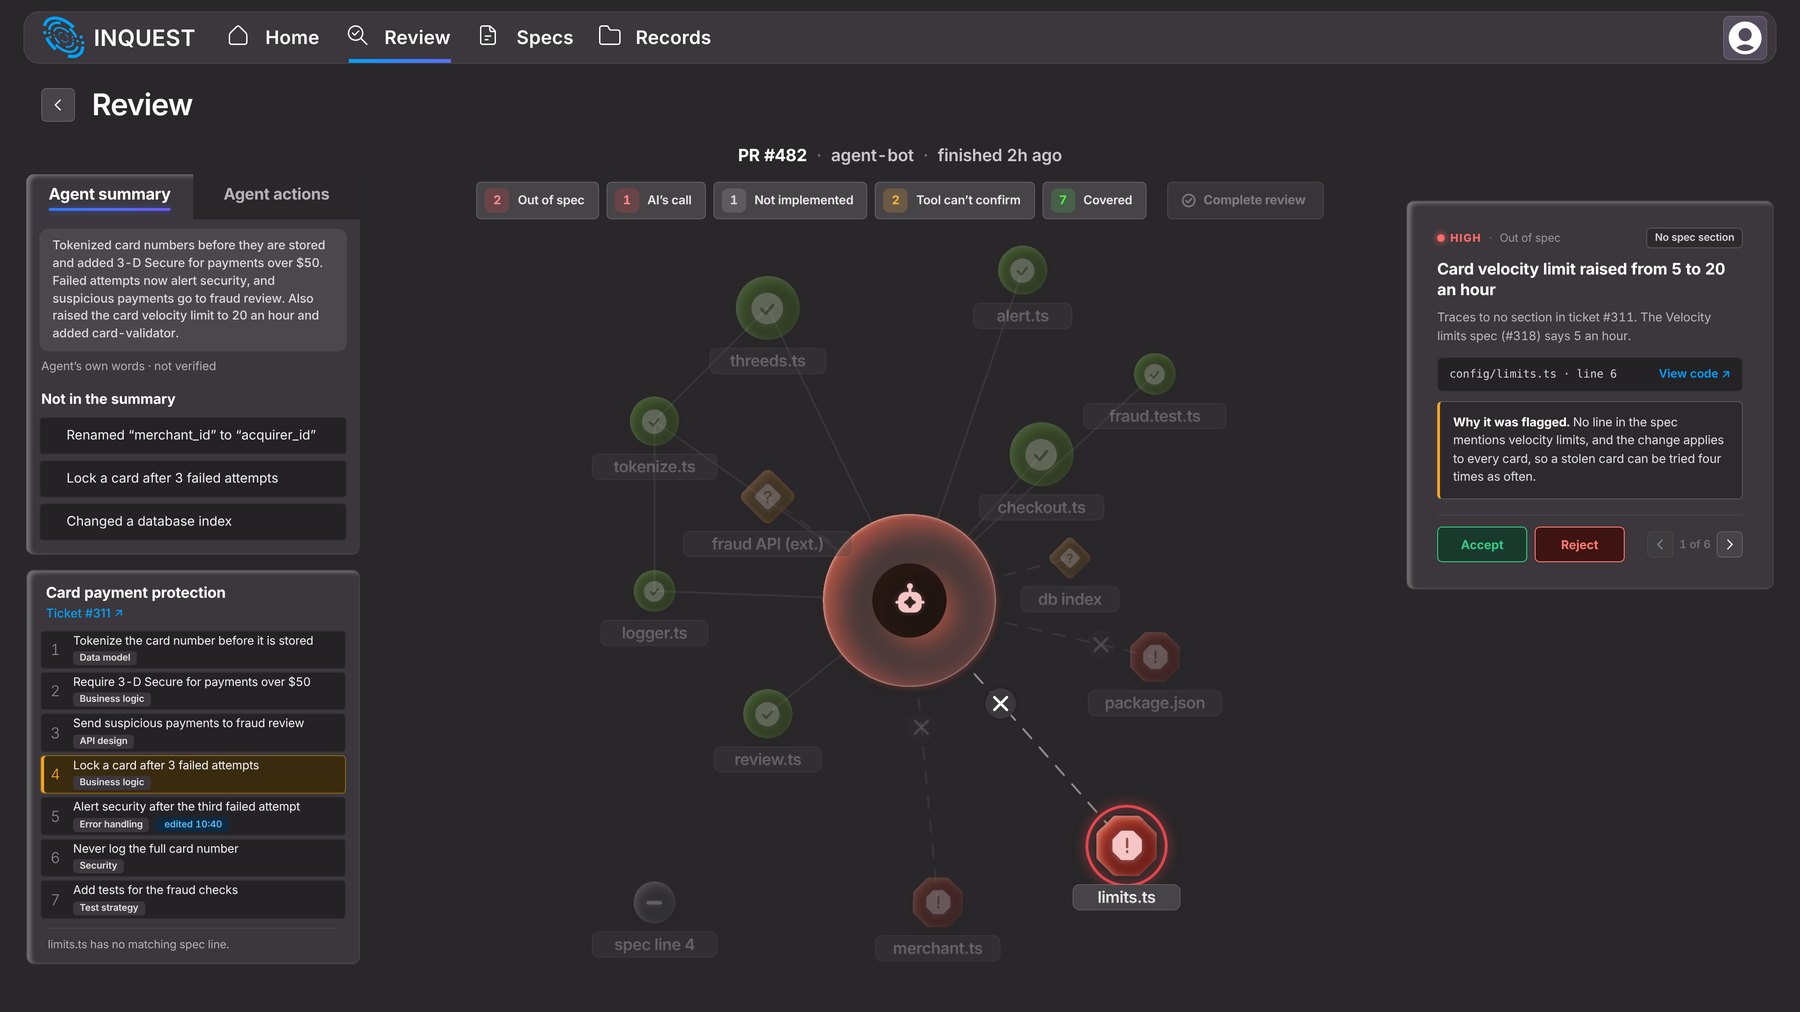 INQUEST
Home
Review
Specs
Records
Review
PR #482 · agent-bot · finished 2h ago
2 Out of spec
1 AI's call
1 Not implemented
2 Tool can't confirm
7 Covered
Complete review
Agent summary
Agent actions
Tokenized card numbers before they are stored
and added 3-D Secure for payments over $50.
Failed attempts now alert security, and
suspicious payments go to fraud review. Also
raised the card velocity limit to 20 an hour and
added card-validator.
Agent's own words · not verified
Not in the summary
Renamed “merchant_id” to “acquirer_id”
Lock a card after 3 failed attempts
Changed a database index
Card payment protection
Ticket #311 ↗
1 Tokenize the card number before it is stored
Data model
2 Require 3-D Secure for payments over $50
Business logic
3 Send suspicious payments to fraud review
API design
4 Lock a card after 3 failed attempts
Business logic
5 Alert security after the third failed attempt
Error handling edited 10:40
6 Never log the full card number
Security
7 Add tests for the fraud checks
Test strategy
limits.ts has no matching spec line.
alert.ts
threeds.ts
fraud.test.ts
tokenize.ts
checkout.ts
? 
fraud API (ext.)
?
db index
logger.ts
!
package.json
review.ts
!
limits.ts
spec line 4
!
merchant.ts
HIGH · Out of spec
No spec section
Card velocity limit raised from 5 to 20
an hour
Traces to no section in ticket #311. The Velocity
limits spec (#318) says 5 an hour.
config/limits.ts · line 6
View code ↗
Why it was flagged. No line in the spec
mentions velocity limits, and the change applies
to every card, so a stolen card can be tried four
times as often.
Accept
Reject
1 of 6